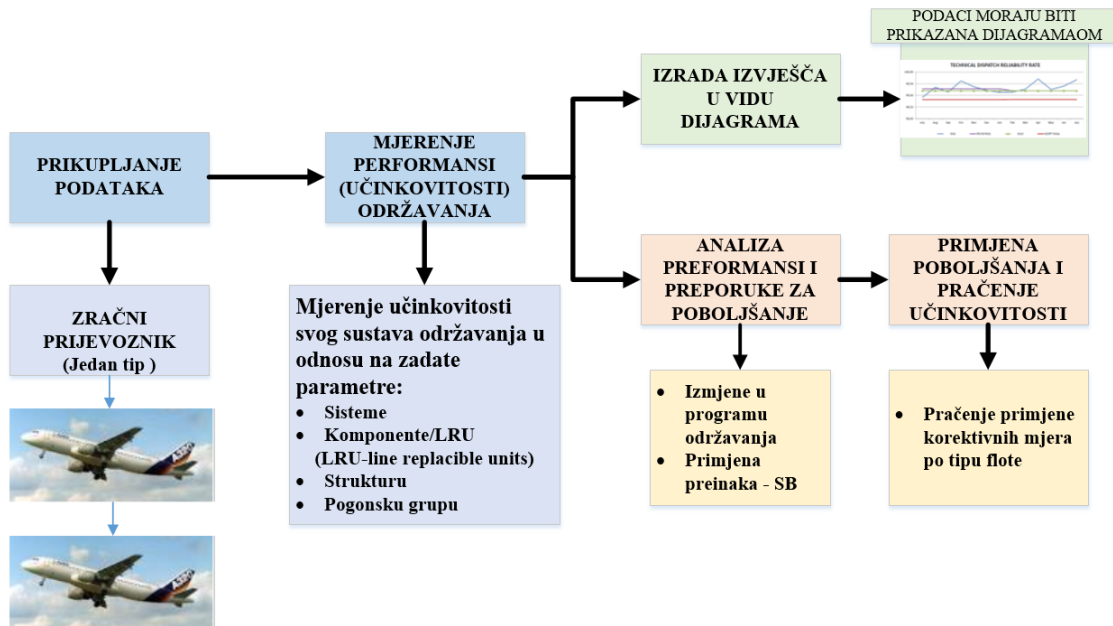 PRIKUPLJANJE
PODATAKA
ZRAČNI
PRIJEVOZNIK
(Jedan tip )
MJERENJE
PERFORMANSI
(UČINKOVITOSTI)
ODRŽAVANJA
Mjerenje učinkovitosti
svog sustava održavanja u
odnosu na zadate
parametre:
• Sisteme
• Komponente/LRU
(LRU-line replacible units)
• Strukturu
• Pogonsku grupu
IZRADA IZVJEŠČA
U VIDU
DIJAGRAMA
PODACI MORAJU BITI
PRIKAZANA DIJAGRAMAOM
TECHNICAL DISPATCH RELIABILITY RATE
ANALIZA
PREFORMANSI I
PREPORUKE ZA
POBOLJŠANJE
• Izmjene u
programu
održavanja
• Primjena
preinaka - SB
PRIMJENA
POBOLJŠANJA I
PRAČENJE
UČINKOVITOSTI
• Pračenje primjene
korektivnih mjera
po tipu flote